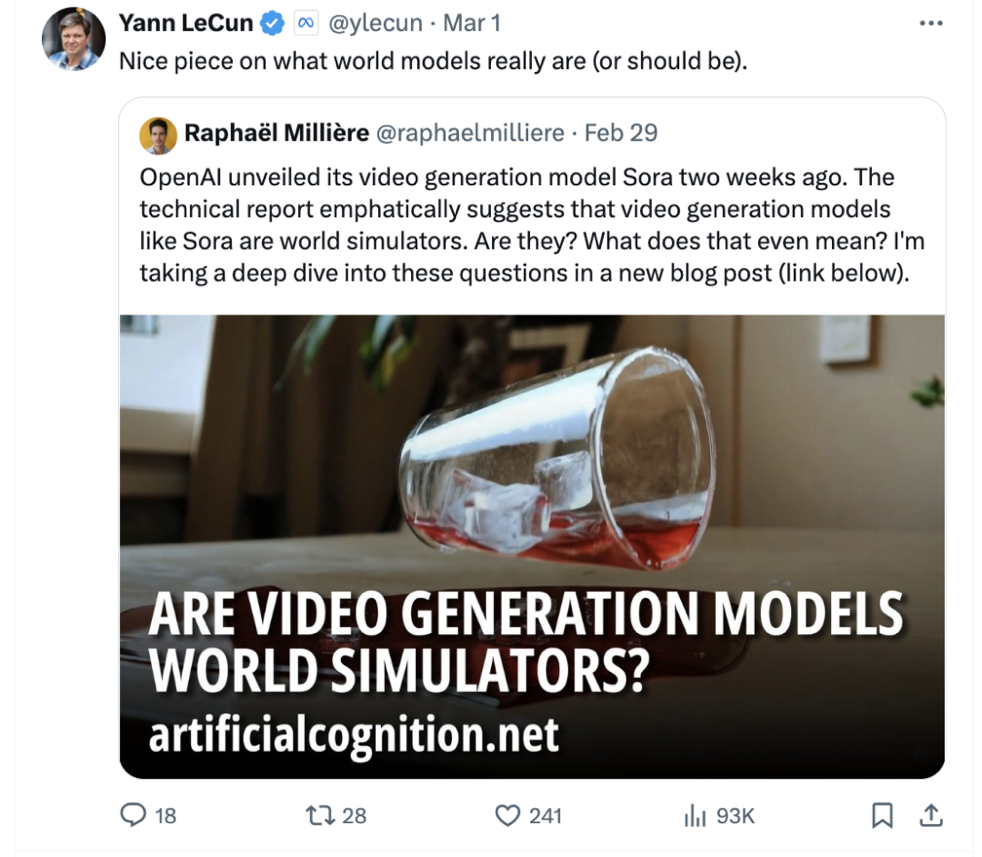 Yann LeCun @ylecun · Mar 1
Nice piece on what world models really are (or should be).
Raphaël Millière @raphaelmilliere · Feb 29
OpenAI unveiled its video generation model Sora two weeks ago. The
technical report emphatically suggests that video generation models
like Sora are world simulators. Are they? What does that even mean? I'm
taking a deep dive into these questions in a new blog post (link below).
ARE VIDEO GENERATION MODELS
WORLD SIMULATORS?
artificialcognition.net
18 28 241 93K